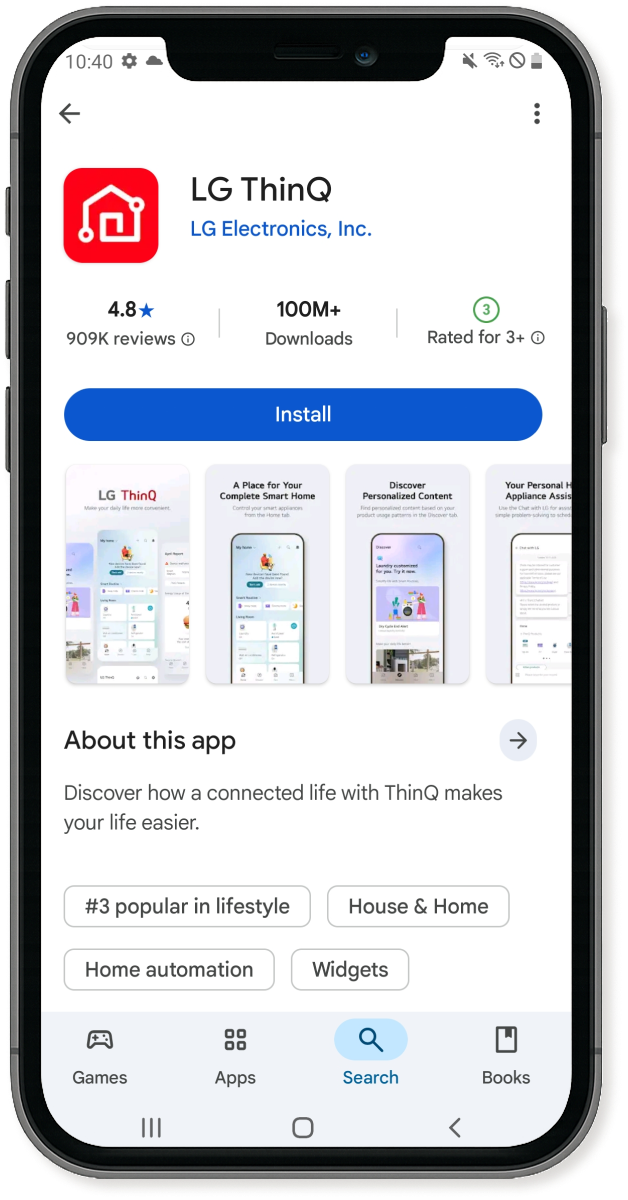 10:40
LG ThinQ
LG Electronics, Inc.
4.8★
909K reviews
100M+
Downloads
3
Rated for 3+
Install
LG ThinQ
Make your daily life more convenient.
A Place for Your
Complete Smart Home
Control your smart appliances
from the Home tab.
Discover
Personalized Content
Find personalized content based on your
product usage patterns in the Discover tab.
Discover
Laundry customized
for you. Try it now.
Your Personal H
Appliance Assis
Use the Chat with LG for assis
simple problem-solving to sched
Chat with LG
About this app
Discover how a connected life with ThinQ makes
your life easier.
#3 popular in lifestyle
House & Home
Home automation
Widgets
Games
Apps
Search
Books